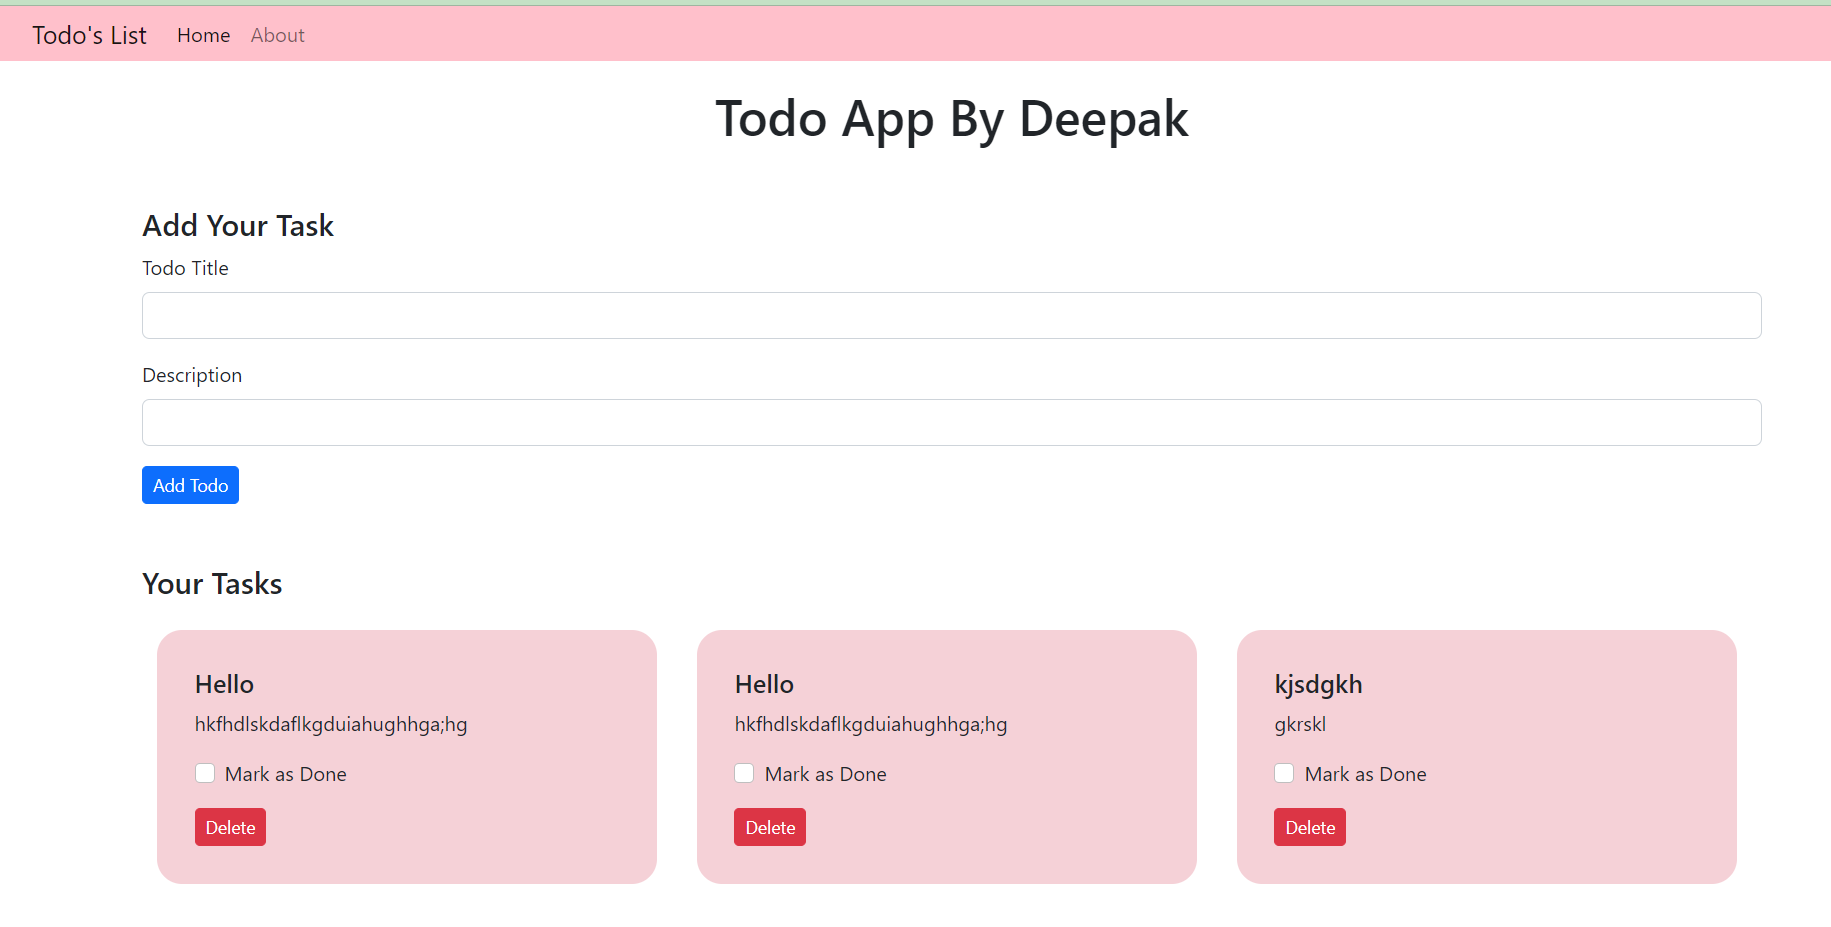 Todo's List Home About
Todo App By Deepak
Add Your Task
Todo Title
Description
Add Todo
Your Tasks
Hello
hkfhdlskdaflkgduiahughhga;hg
Mark as Done
Delete
Hello
hkfhdlskdaflkgduiahughhga;hg
Mark as Done
Delete
kjsdgkh
gkrskl
Mark as Done
Delete